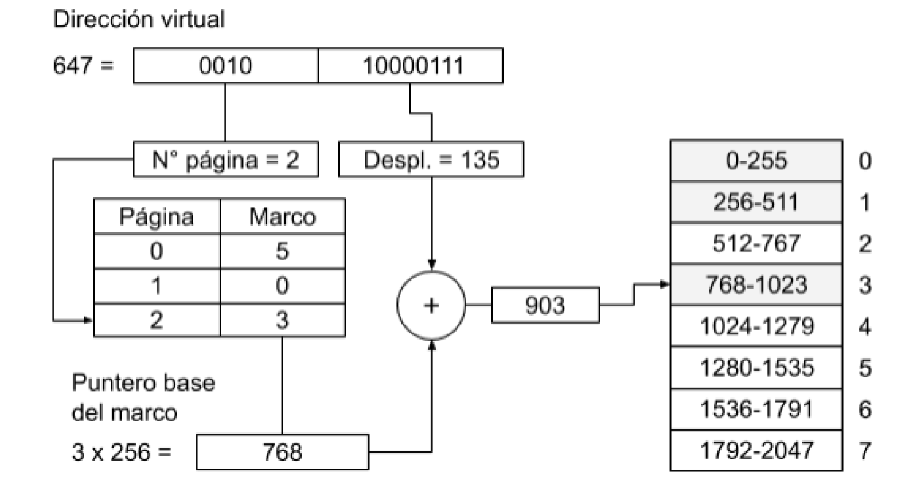 Dirección virtual
647 = 0010 10000111
N° página = 2 Despl. = 135
Página Marco
0 5
1 0
2 3
+
903
Puntero base
del marco
3 x 256 = 768
0-255 0
256-511 1
512-767 2
768-1023 3
1024-1279 4
1280-1535 5
1536-1791 6
1792-2047 7